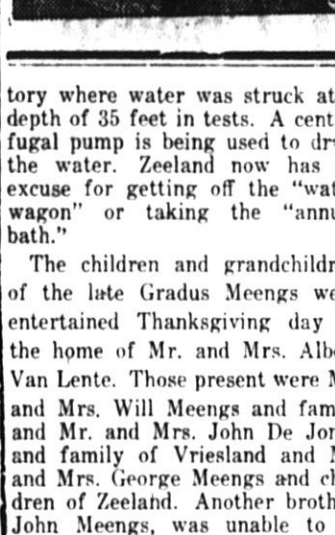 tory where water was struck at
depth of 35 feet in tests. A cent
fugal pump is being used to dr
the water. Zeeland now has
excuse for getting off the "wat
wagon" or taking the "annu
bath."
The children and grandchildr
of the late Gradus Meengs we
entertained Thanksgiving day
the home of Mr. and Mrs. Albe
Van Lente. Those present were M
and Mrs. Will Meengs and fam
and Mr. and Mrs. John De Jon
and family of Vriesland and M
and Mrs. George Meengs and ch
dren of Zeeland. Another broth
John Meengs, was unable to